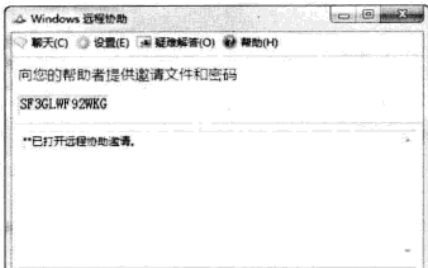 Windows 远程协助
聊天(C) 设置(E) 疑难解答(O) 帮助(H)
向您的帮助者提供邀请文件和密码
SF3GLWF92WKG
**已打开远程协助邀请。